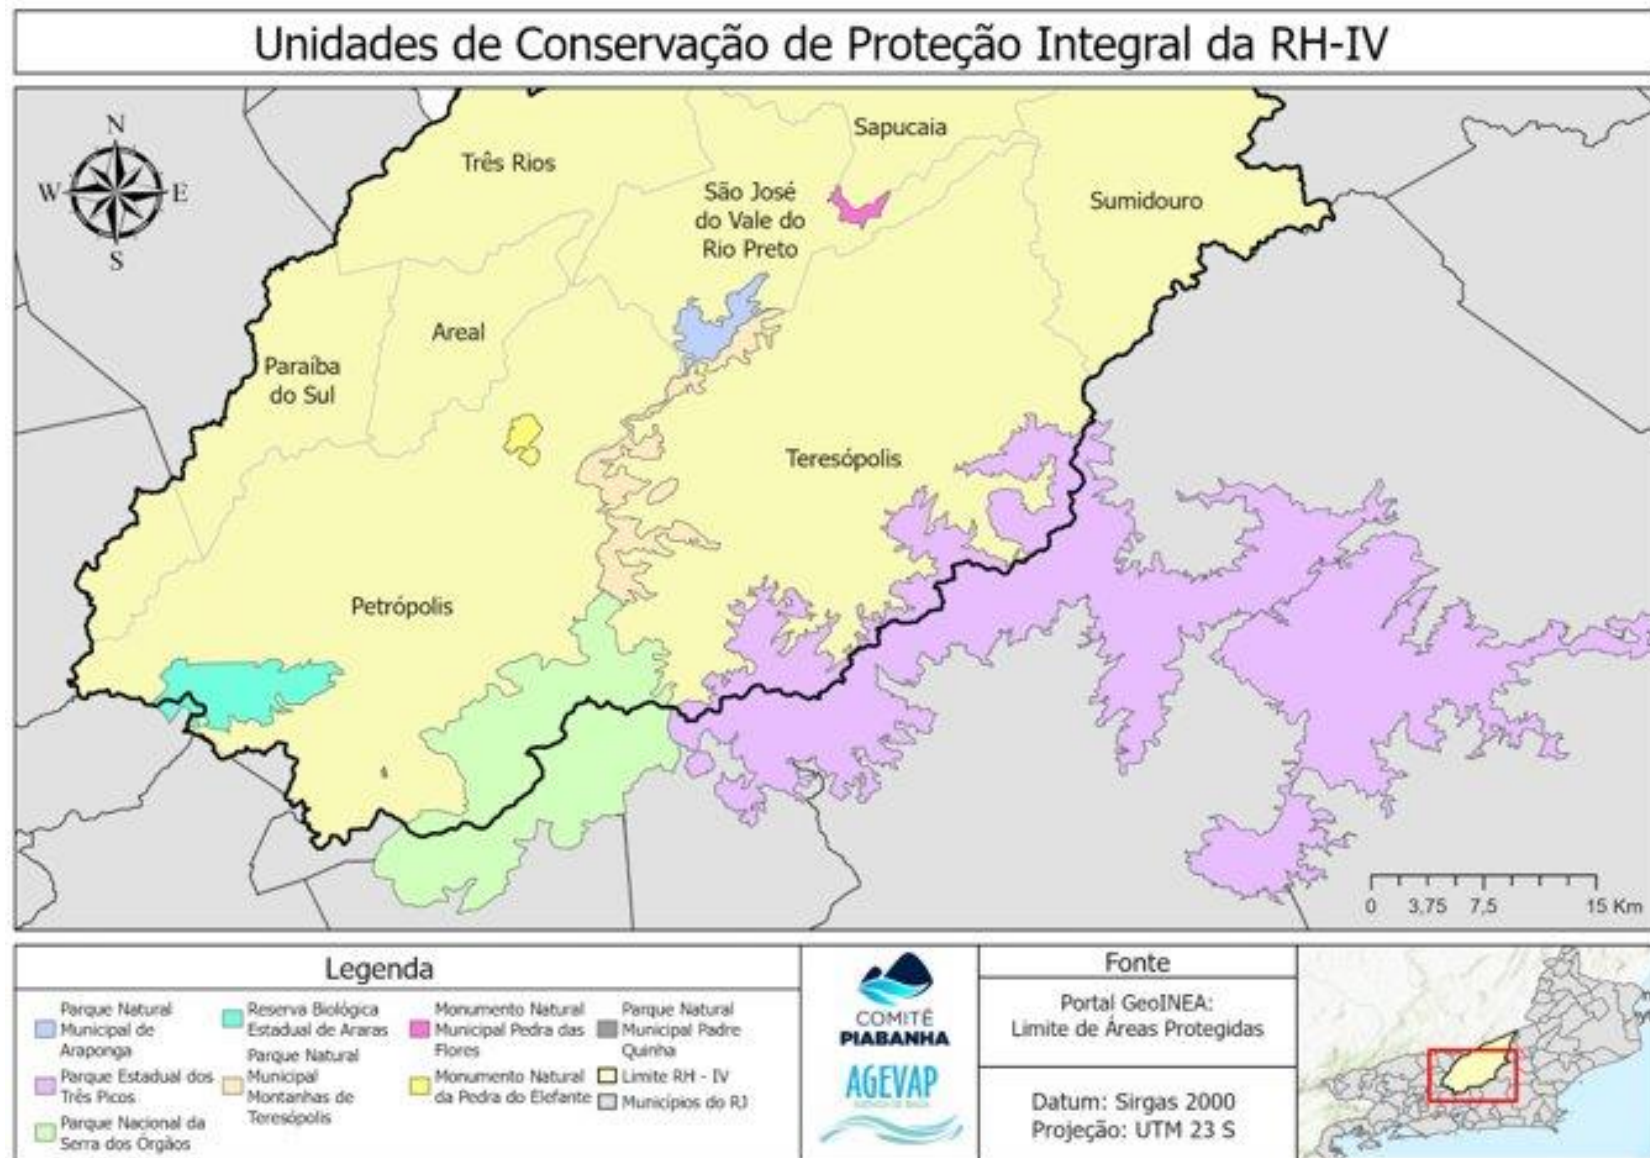 Unidades de Conservação de Proteção Integral da RH-IV
N
W
E
S
Sapucaia
Três Rios
São José
do Vale do
Rio Preto
Sumidouro
Areal
Paraíba
do Sul
Teresópolis
Petrópolis
0 3,75 7,5 15 Km
Legenda
Parque Natural
Municipal de
Araponga
Parque Estadual dos
Três Picos
Parque Nacional da
Serra dos Órgãos
Reserva Biológica
Estadual de Araras
Parque Natural
Municipal
Montanhas de
Teresópolis
Monumento Natural
Municipal Pedra das
Flores
Monumento Natural
da Pedra do Elefante
Parque Natural
Municipal Padre
Quinha
Limite RH - IV
Municípios do RJ
COMITÊ
PIABANHA
AGEVAP
Fonte
Portal GeoINEA:
Limite de Áreas Protegidas
Datum: Sirgas 2000
Projeção: UTM 23 S